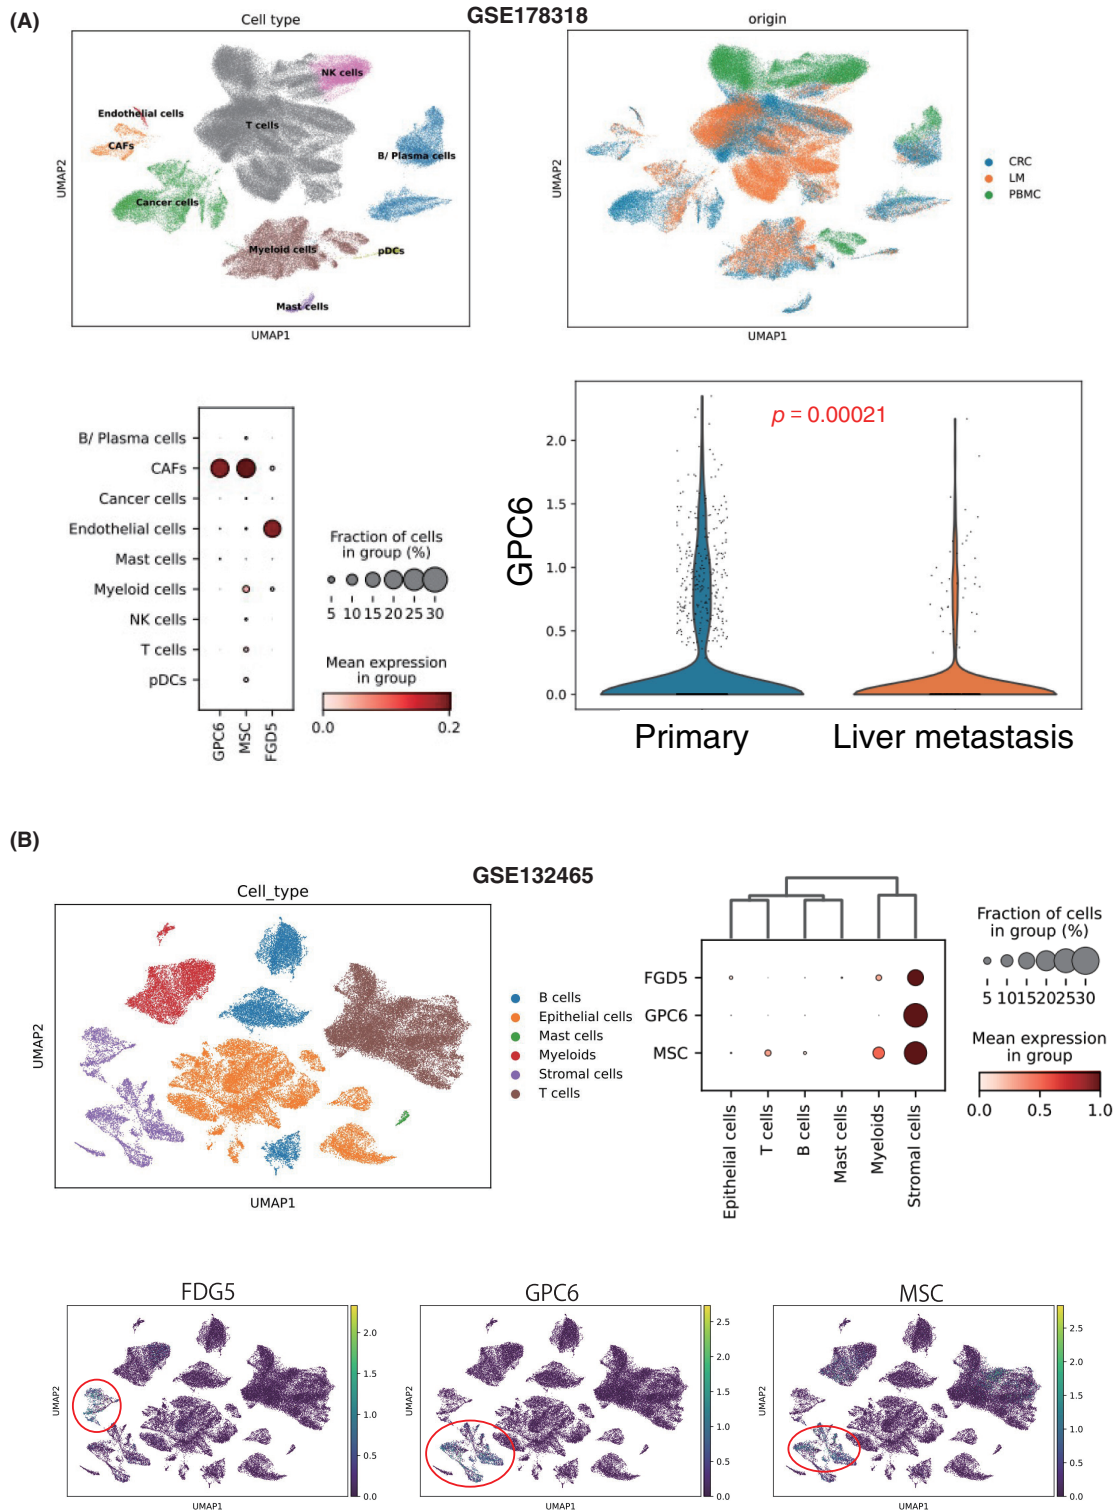 (A)
GSE178318
Cell type
origin
NK cells
Endothelial cells
T cells
CAFs
B/ Plasma cells
Cancer cells
Myeloid cells
pDCs
Mast cells
UMAP2
UMAP1
UMAP2
UMAP1
CRC
LM
PBMC
B/ Plasma cells
CAFs
Cancer cells
Endothelial cells
Mast cells
Myeloid cells
NK cells
T cells
pDCs
GPC6
MSC
FGD5
Fraction of cells
in group (%)
5 10 15 20 25 30
Mean expression
in group
0.0 0.2
p = 0.00021
GPC6
2.0
1.5
1.0
0.5
0.0
Primary Liver metastasis
(B)
GSE132465
Cell_type
UMAP2
UMAP1
B cells
Epithelial cells
Mast cells
Myeloids
Stromal cells
T cells
FGD5
GPC6
MSC
Epithelial cells
T cells
B cells
Mast cells
Myeloids
Stromal cells
Fraction of cells
in group (%)
5 1015202530
Mean expression
in group
0.0 0.5 1.0
FDG5
UMAP2
UMAP1
2.0
1.5
1.0
0.5
0.0
GPC6
UMAP2
UMAP1
2.5
2.0
1.5
1.0
0.5
0.0
MSC
UMAP2
UMAP1
2.5
2.0
1.5
1.0
0.5
0.0